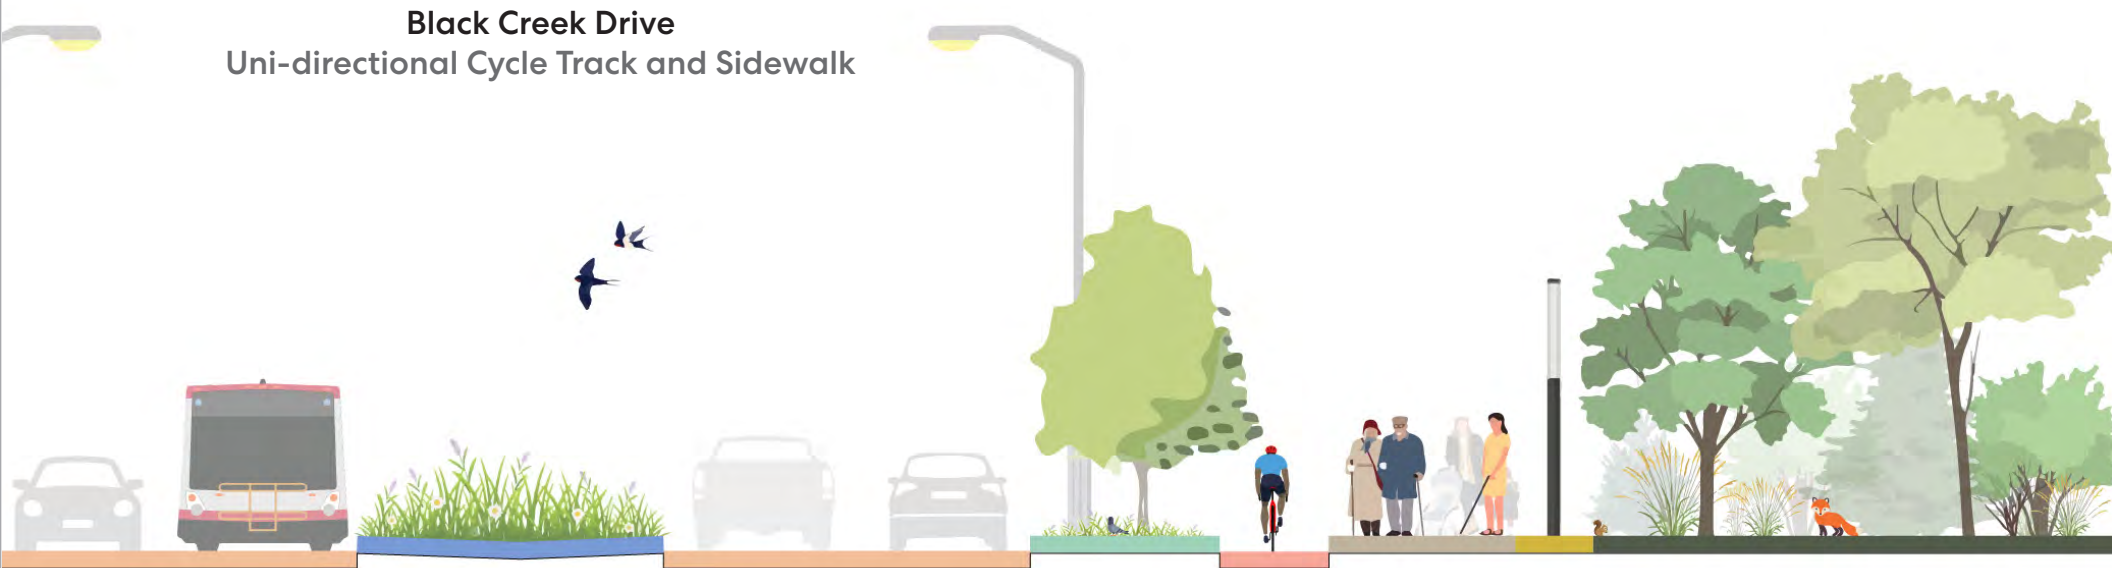 Black Creek Drive
Uni-directional Cycle Track and Sidewalk